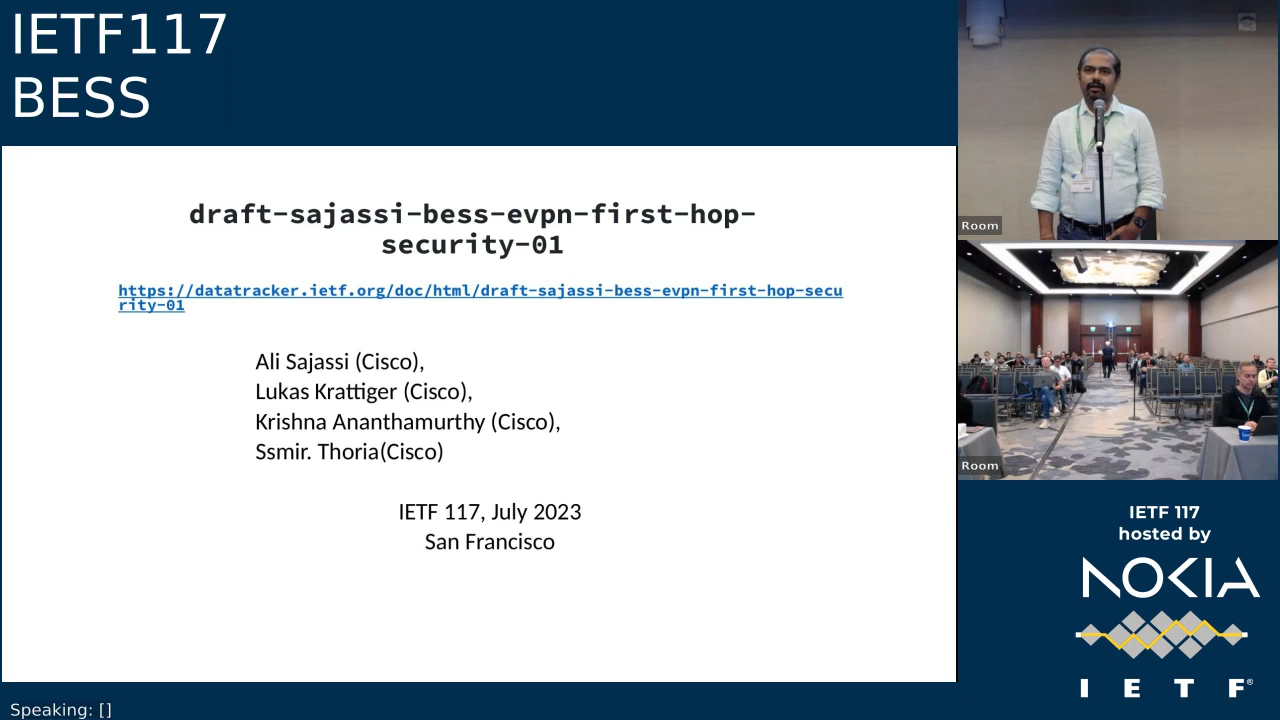 IETF117
BESS
draft-sajassi-bess-evpn-first-hop-
security-01
https://datatracker.ietf.org/doc/html/draft-sajassi-bess-evpn-first-hop-secu
rity-01
Ali Sajassi (Cisco),
Lukas Krattiger (Cisco),
Krishna Ananthamurthy (Cisco),
Ssmir. Thoria(Cisco)
IETF 117, July 2023
San Francisco
Room
Room
IETF 117
hosted by
NOKIA
I E T F®
Speaking: []